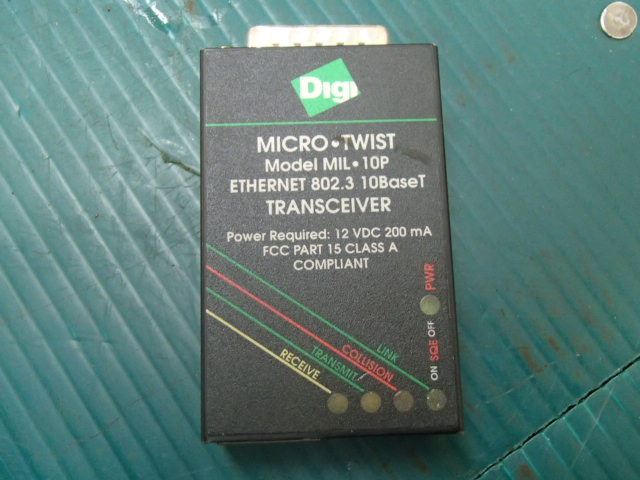 Digi
MICRO•TWIST
Model MIL•10P
ETHERNET 802.3 10BaseT
TRANSCEIVER
Power Required: 12 VDC 200 mA
FCC PART 15 CLASS A
COMPLIANT
PWR
ON SQE OFF
LINK
COLLISION
TRANSMIT
RECEIVE